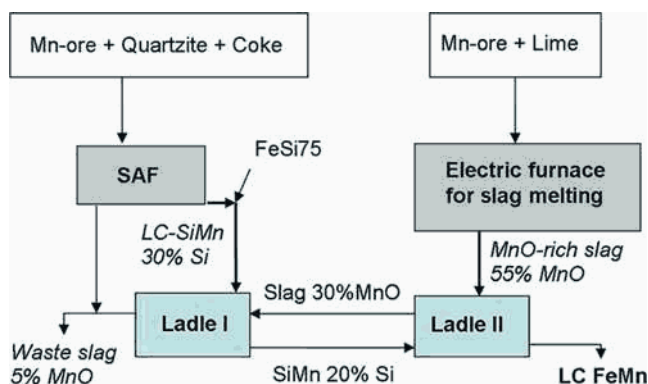 Mn-ore + Quartzite + Coke
Mn-ore + Lime
SAF
FeSi75
Electric furnace
for slag melting
LC-SiMn
30% Si
MnO-rich slag
55% MnO
Slag 30%MnO
Ladle I
Ladle II
Waste slag
5% MnO
SiMn 20% Si
LC FeMn